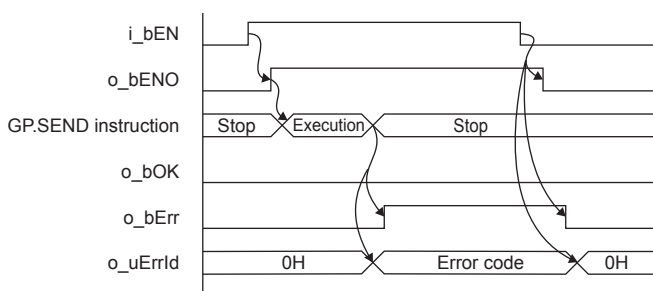 i_bEN
o_bENO
GP.SEND instruction Stop Execution Stop
o_bOK
o_bErr
o_uErrId 0H Error code 0H